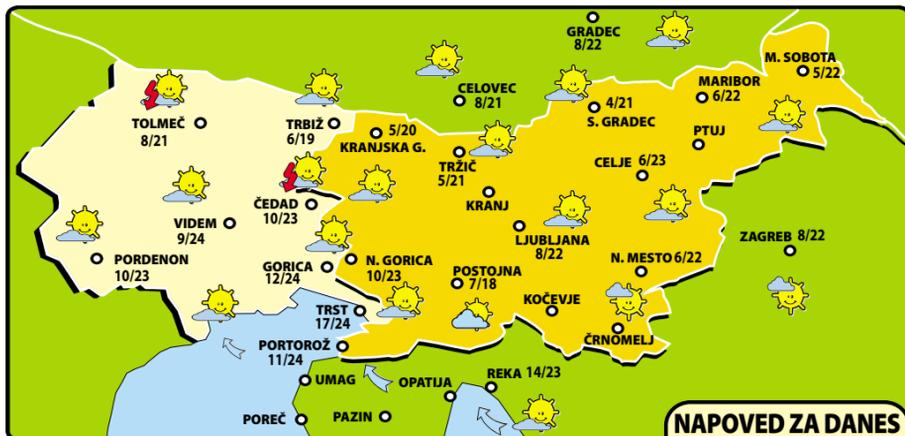 GRADEC
8/22
M. SOBOTA
5/22
MARIBOR
6/22
CELOVEC
8/21
4/21
S. GRADEC
TOLMEČ
8/21
TRBIŽ
6/19
5/20
KRANJSKA G.
PTUJ
TRŽIČ
5/21
CELJE 6/23
KRANJ
ČEDAD
10/23
VIDEM
9/24
LJUBLJANA
8/22
ZAGREB 8/22
PORDENON
10/23
GORICA
12/24
N. GORICA
10/23
POSTOJNA
7/18
N. MESTO 6/22
KOČEVJE
TRST
17/24
ČRNOMELJ
PORTOROŽ
11/24
UMAG
OPATIJA
REKA 14/23
POREČ
PAZIN
NAPOVED ZA DANES